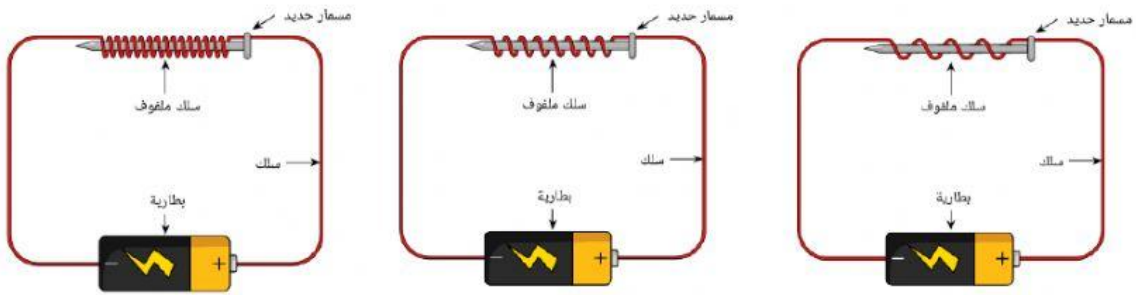 مسمار حديد
سلك ملفوف
سلك
بطارية
− +
مسمار حديد
سلك ملفوف
سلك
بطارية
− +
مسمار حديد
سلك ملفوف
سلك
بطارية
− +